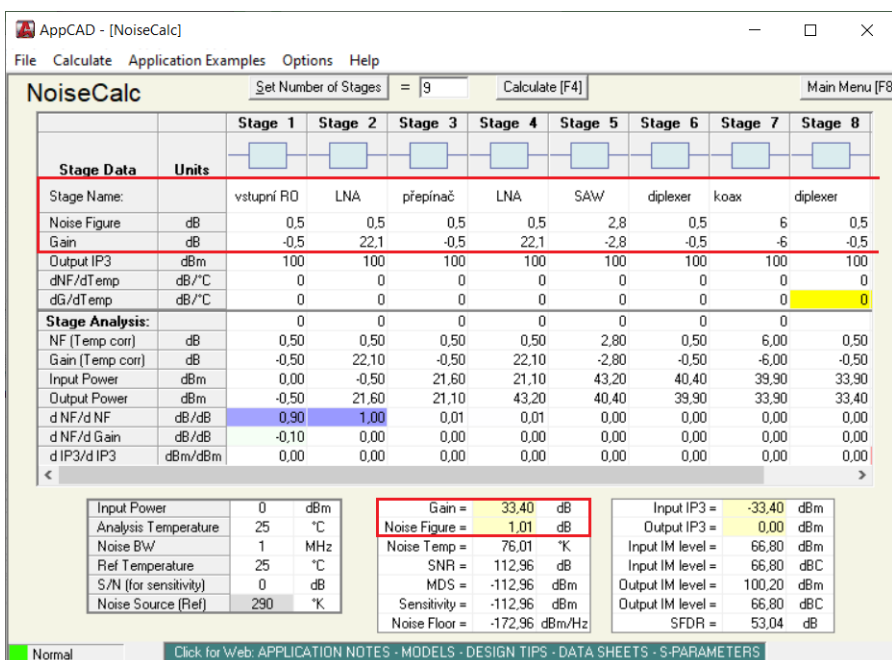 AppCAD - [NoiseCalc]
File Calculate Application Examples Options Help
NoiseCalc Set Number of Stages = 9 Calculate [F4] Main Menu [F8
Stage 1 Stage 2 Stage 3 Stage 4 Stage 5 Stage 6 Stage 7 Stage 8
Stage Data Units
Stage Name: vstupní RO LNA přepínač LNA SAW diplexer koax diplexer
Noise Figure dB 0,5 0,5 0,5 0,5 2,8 0,5 6 0,5
Gain dB -0,5 22,1 -0,5 22,1 -2,8 -0,5 -6 -0,5
Output IP3 dBm 100 100 100 100 100 100 100 100
dNF/dTemp dB/°C 0 0 0 0 0 0 0 0
dG/dTemp dB/°C 0 0 0 0 0 0 0 0
Stage Analysis: 0 0 0 0 0 0 0
NF (Temp corr) dB 0,50 0,50 0,50 0,50 2,80 0,50 6,00 0,50
Gain (Temp corr) dB -0,50 22,10 -0,50 22,10 -2,80 -0,50 -6,00 -0,50
Input Power dBm 0,00 -0,50 21,60 21,10 43,20 40,40 39,90 33,90
Output Power dBm -0,50 21,60 21,10 43,20 40,40 39,90 33,90 33,40
d NF/d NF dB/dB 0,90 1,00 0,01 0,01 0,00 0,00 0,00 0,00
d NF/d Gain dB/dB -0,10 0,00 0,00 0,00 0,00 0,00 0,00 0,00
d IP3/d IP3 dBm/dBm 0,00 0,00 0,00 0,00 0,00 0,00 0,00 0,00
Input Power 0 dBm Gain = 33,40 dB Input IP3 = -33,40 dBm
Analysis Temperature 25 °C Noise Figure = 1,01 dB Output IP3 = 0,00 dBm
Noise BW 1 MHz Noise Temp = 76,01 °K Input IM level = 66,80 dBm
Ref Temperature 25 °C SNR = 112,96 dB Input IM level = 66,80 dBC
S/N (for sensitivity) 0 dB MDS = -112,96 dBm Output IM level = 100,20 dBm
Noise Source (Ref) 290 °K Sensitivity = -112,96 dBm Output IM level = 66,80 dBC
Noise Floor = -172,96 dBm/Hz SFDR = 53,04 dB
Normal Click for Web: APPLICATION NOTES - MODELS - DESIGN TIPS - DATA SHEETS - S-PARAMETERS